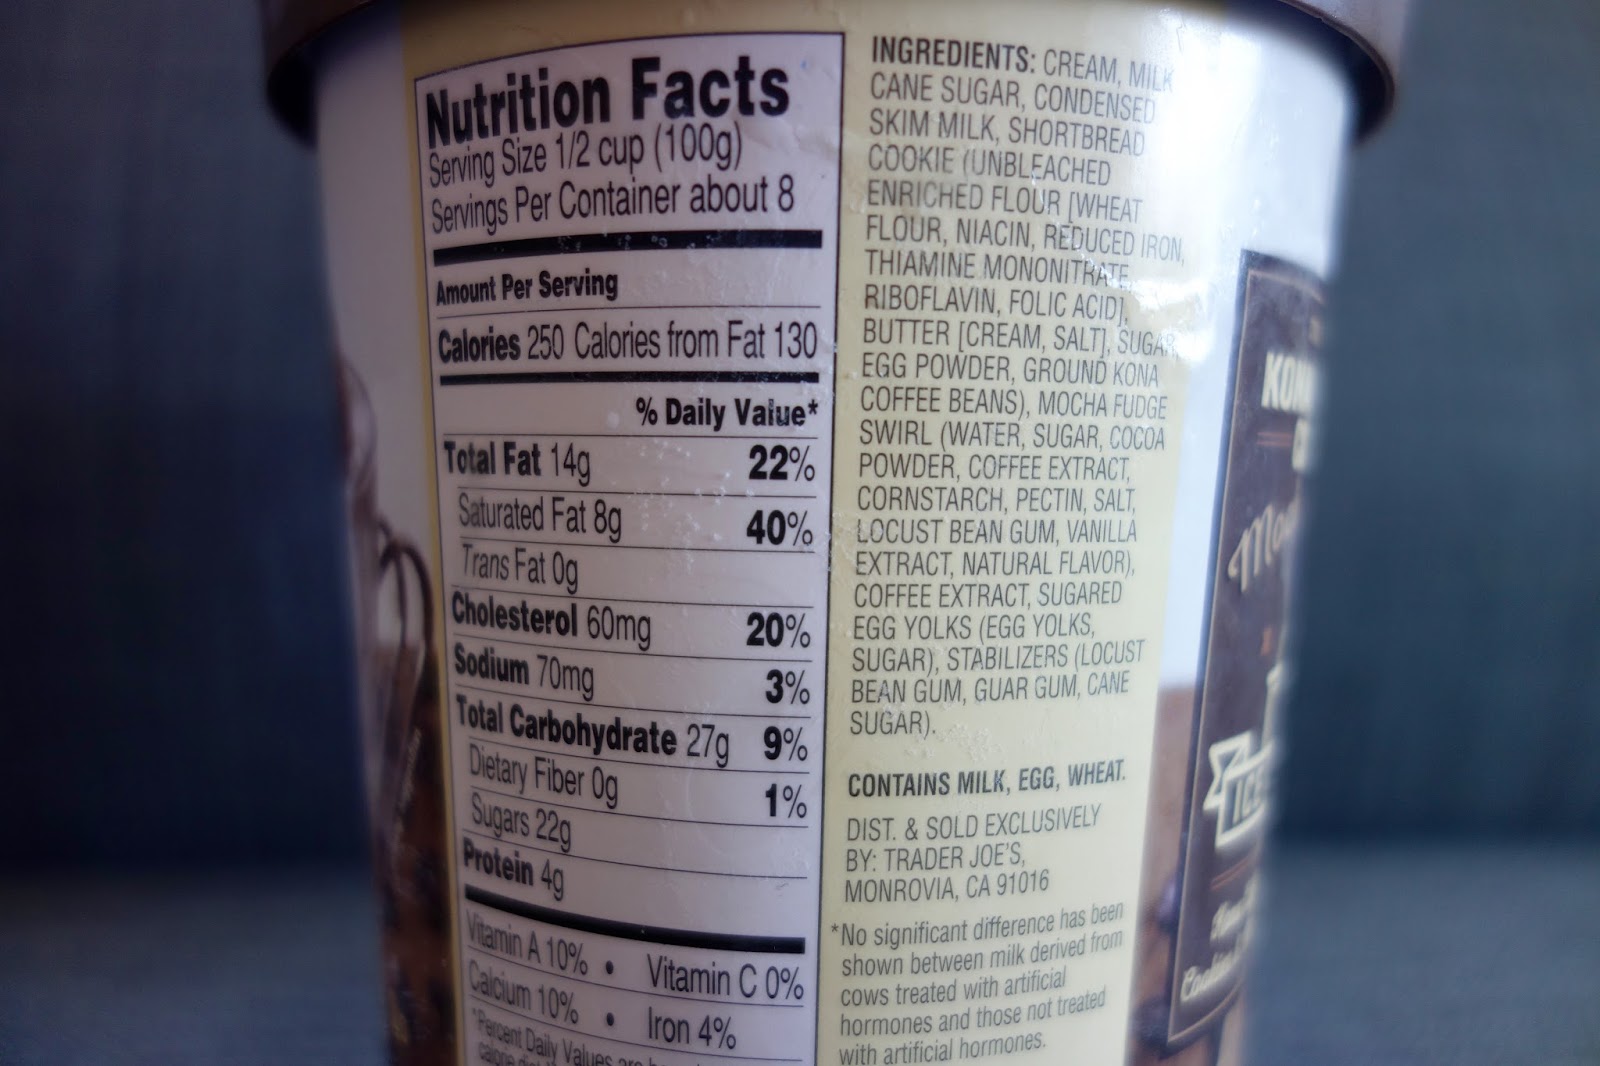 Nutrition Facts
Serving Size 1/2 cup (100g)
Servings Per Container about 8
Amount Per Serving
Calories 250 Calories from Fat 130
% Daily Value*
Total Fat 14g 22%
Saturated Fat 8g 40%
Trans Fat 0g
Cholesterol 60mg 20%
Sodium 70mg 3%
Total Carbohydrate 27g 9%
Dietary Fiber 0g 1%
Sugars 22g
Protein 4g
Vitamin A 10% • Vitamin C 0%
Calcium 10% • Iron 4%
*Percent Daily Values are
INGREDIENTS: CREAM, MILK
CANE SUGAR, CONDENSED
SKIM MILK, SHORTBREAD
COOKIE (UNBLEACHED
ENRICHED FLOUR [WHEAT
FLOUR, NIACIN, REDUCED IRON,
THIAMINE MONONITRATE
RIBOFLAVIN, FOLIC ACID],
BUTTER [CREAM, SALT], SUGAR
EGG POWDER, GROUND KONA
COFFEE BEANS), MOCHA FUDGE
SWIRL (WATER, SUGAR, COCOA
POWDER, COFFEE EXTRACT,
CORNSTARCH, PECTIN, SALT,
LOCUST BEAN GUM, VANILLA
EXTRACT, NATURAL FLAVOR),
COFFEE EXTRACT, SUGARED
EGG YOLKS (EGG YOLKS,
SUGAR), STABILIZERS (LOCUST
BEAN GUM, GUAR GUM, CANE
SUGAR).
CONTAINS MILK, EGG, WHEAT.
DIST. & SOLD EXCLUSIVELY
BY: TRADER JOE'S,
MONROVIA, CA 91016
*No significant difference has been
shown between milk derived from
cows treated with artificial
hormones and those not treated
with artificial hormones.